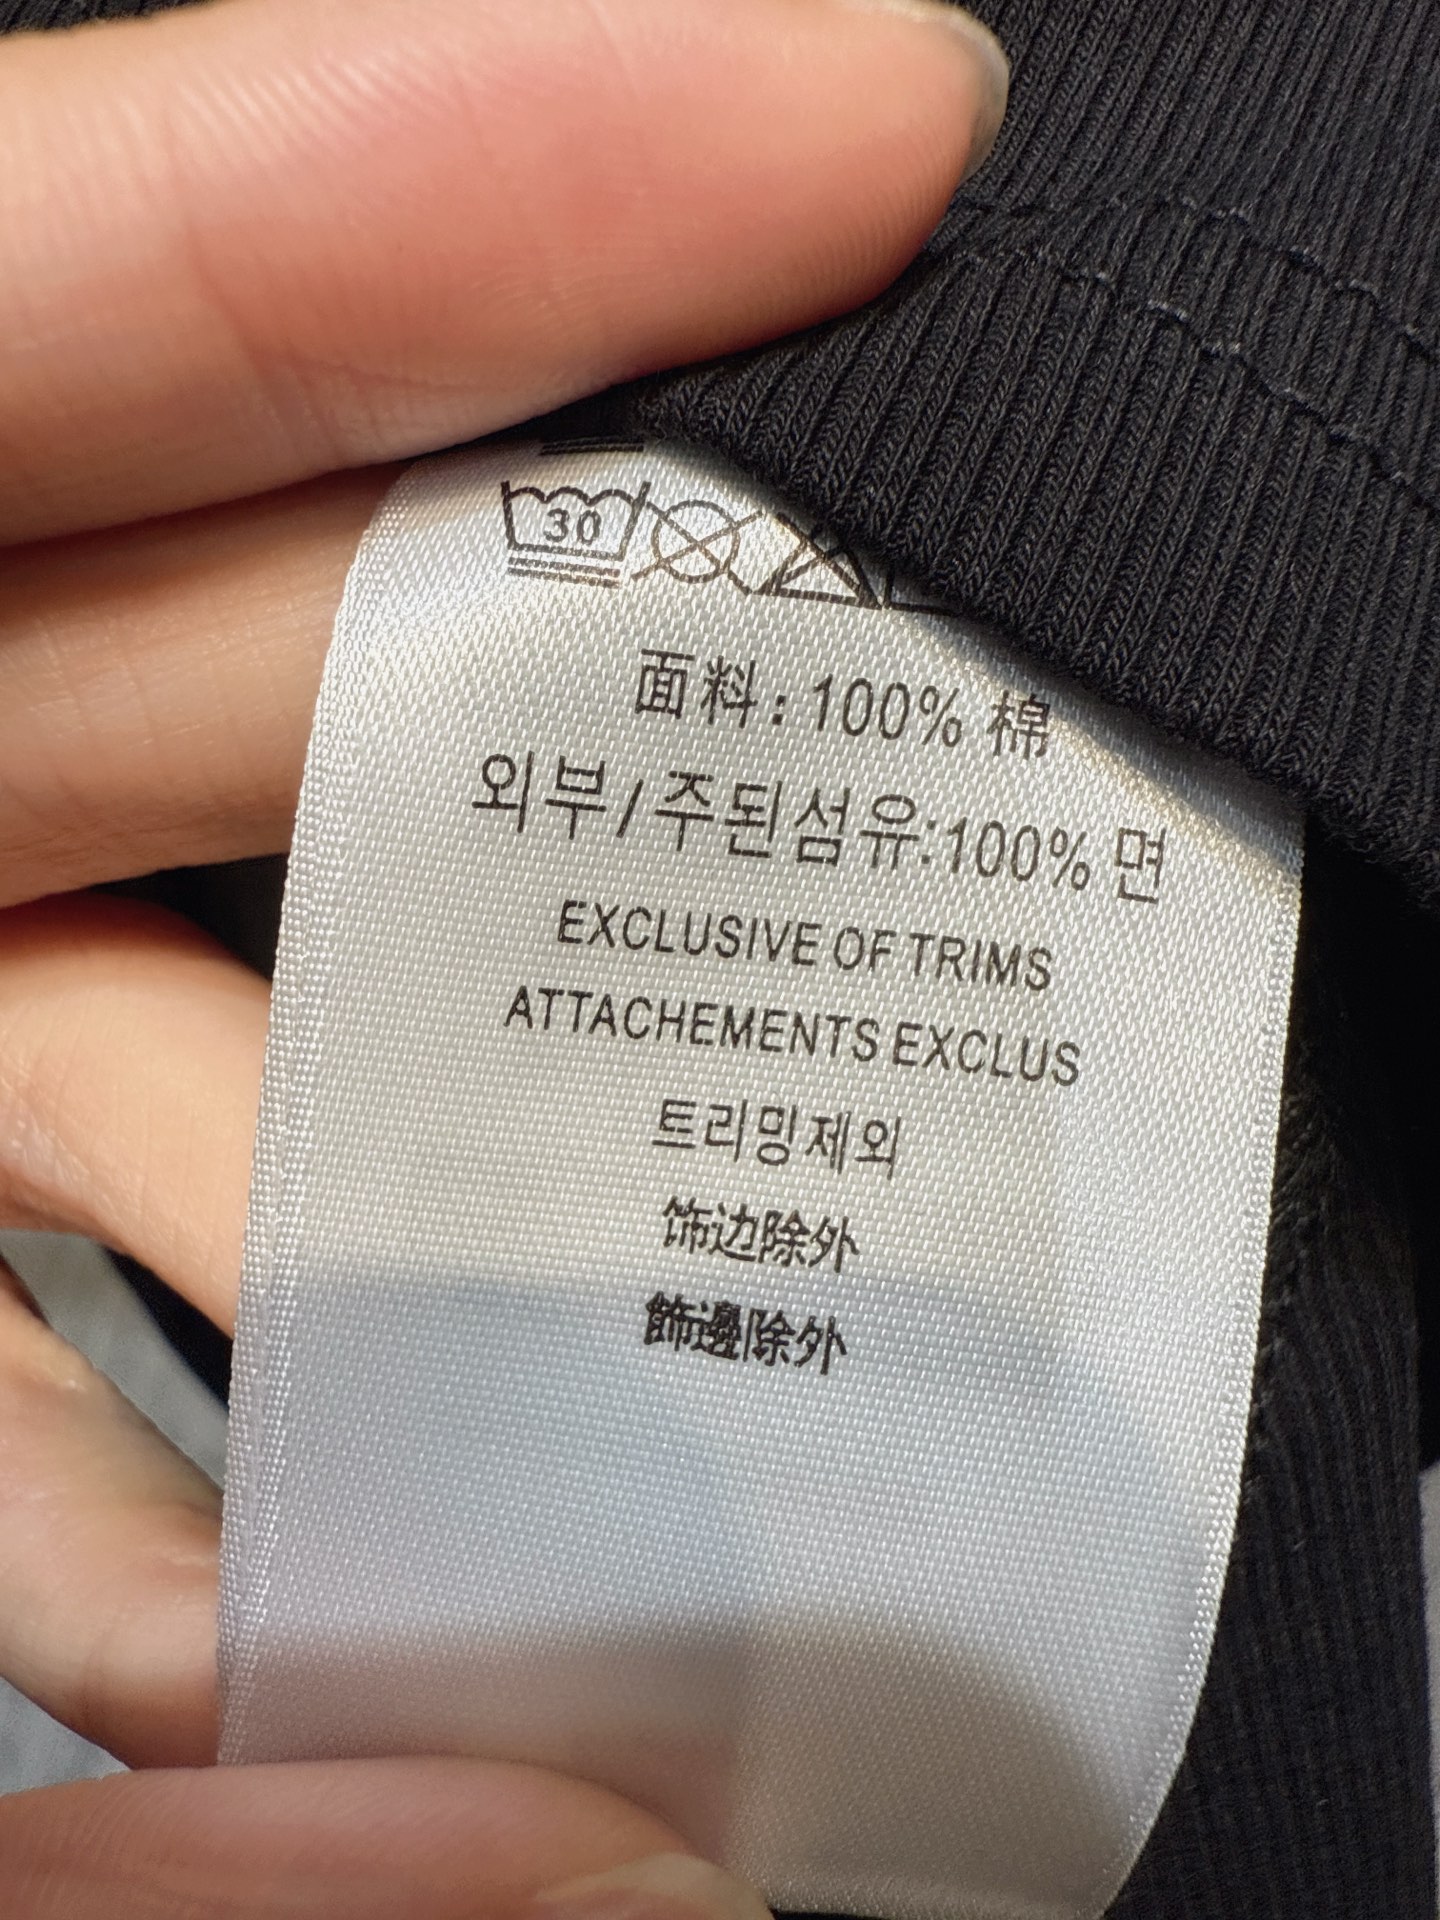 30
面料:100% 棉
외부/주된섬유:100% 면
EXCLUSIVE OF TRIMS
ATTACHEMENTS EXCLUS
트리밍제외
饰边除外
飾邊除外